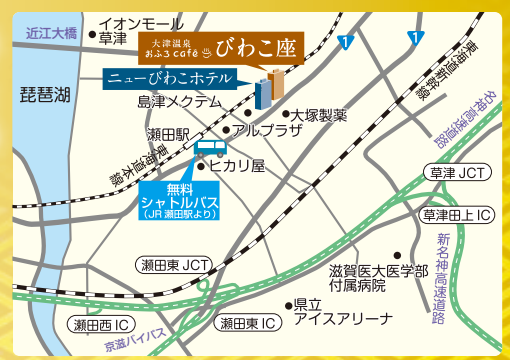 近江大橋
イオンモール
草津
大津温泉
おふろcafé
びわこ座
ニューびわこホテル
1
1
東海道新幹線
琵琶湖
島津メクテム
大塚製薬
アルプラザ
瀬田駅
東海道本線
ヒカリ屋
無料
シャトルバス
(JR瀬田駅より)
名神高速道路
草津JCT
草津田上IC
新名神高速道路
瀬田東JCT
滋賀医大医学部
付属病院
県立
アイスアリーナ
瀬田西IC
瀬田東IC
京滋バイパス